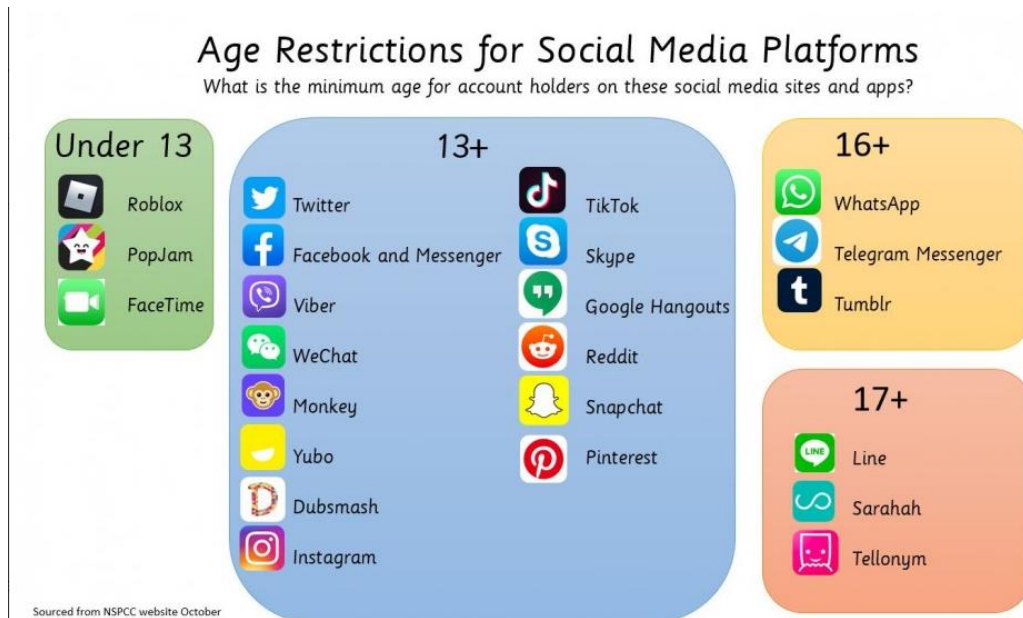 Age Restrictions for Social Media Platforms
What is the minimum age for account holders on these social media sites and apps?
Under 13
Roblox
PopJam
FaceTime
13+
Twitter
Facebook and Messenger
Viber
WeChat
Monkey
Yubo
Dubsmash
Instagram
TikTok
Skype
Google Hangouts
Reddit
Snapchat
Pinterest
16+
WhatsApp
Telegram Messenger
Tumblr
17+
LINE
Line
Sarahah
Tellonym
Sourced from NSPCC website October